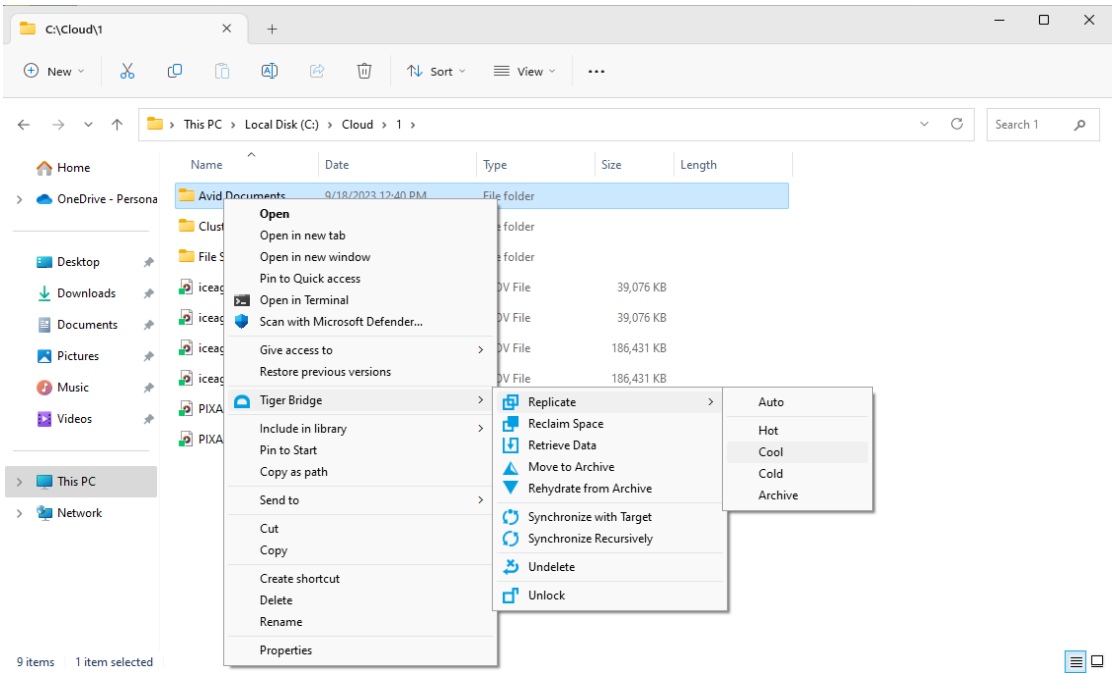 C:\Cloud\1
New
Sort
View
This PC > Local Disk (C:) > Cloud > 1 >
Search 1
Home
OneDrive - Persona
Desktop
Downloads
Documents
Pictures
Music
Videos
This PC
Network
Name Date Type Size Length
Avid Documents 9/18/2023 12:40 PM File folder
Clust folder
File S folder
iceag OV File 39,076 KB
iceag OV File 39,076 KB
iceag OV File 186,431 KB
iceag OV File 186,431 KB
PIXA
PIXA
Open
Open in new tab
Open in new window
Pin to Quick access
Open in Terminal
Scan with Microsoft Defender...
Give access to
Restore previous versions
Tiger Bridge
Include in library
Pin to Start
Copy as path
Send to
Cut
Copy
Create shortcut
Delete
Rename
Properties
Replicate
Reclaim Space
Retrieve Data
Move to Archive
Rehydrate from Archive
Synchronize with Target
Synchronize Recursively
Undelete
Unlock
Auto
Hot
Cool
Cold
Archive
9 items 1 item selected